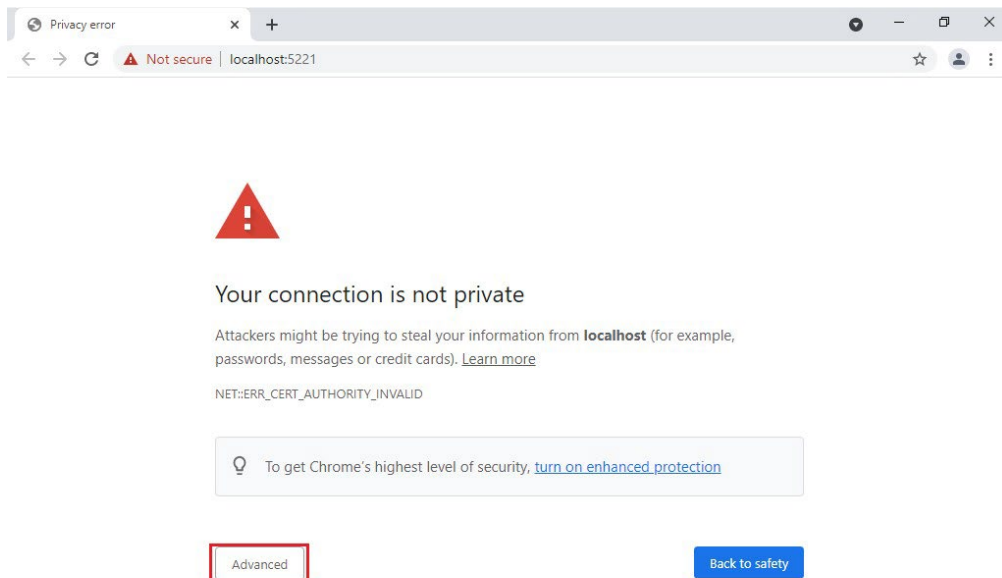 Privacy error
Not secure localhost:5221
Your connection is not private
Attackers might be trying to steal your information from localhost (for example,
passwords, messages or credit cards). Learn more
NET::ERR_CERT_AUTHORITY_INVALID
To get Chrome's highest level of security, turn on enhanced protection
Advanced
Back to safety